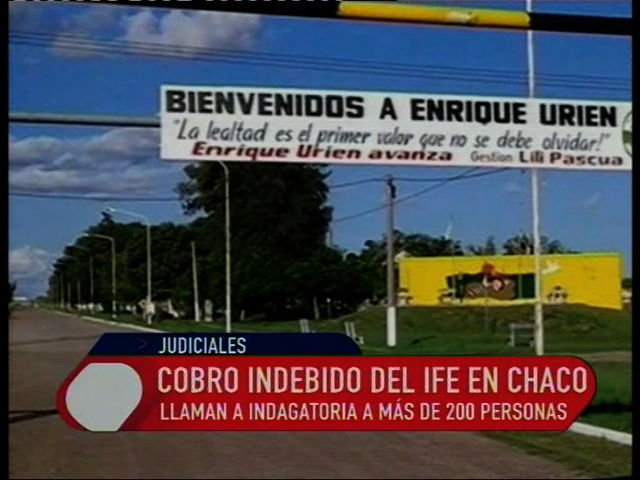 BIENVENIDOS A ENRIQUE URIEN
"La lealtad es el primer valor que no se debe olvidar!"
Enrique Urien avanza Gestion Lili Pascua
JUDICIALES
COBRO INDEBIDO DEL IFE EN CHACO
LLAMAN A INDAGATORIA A MÁS DE 200 PERSONAS